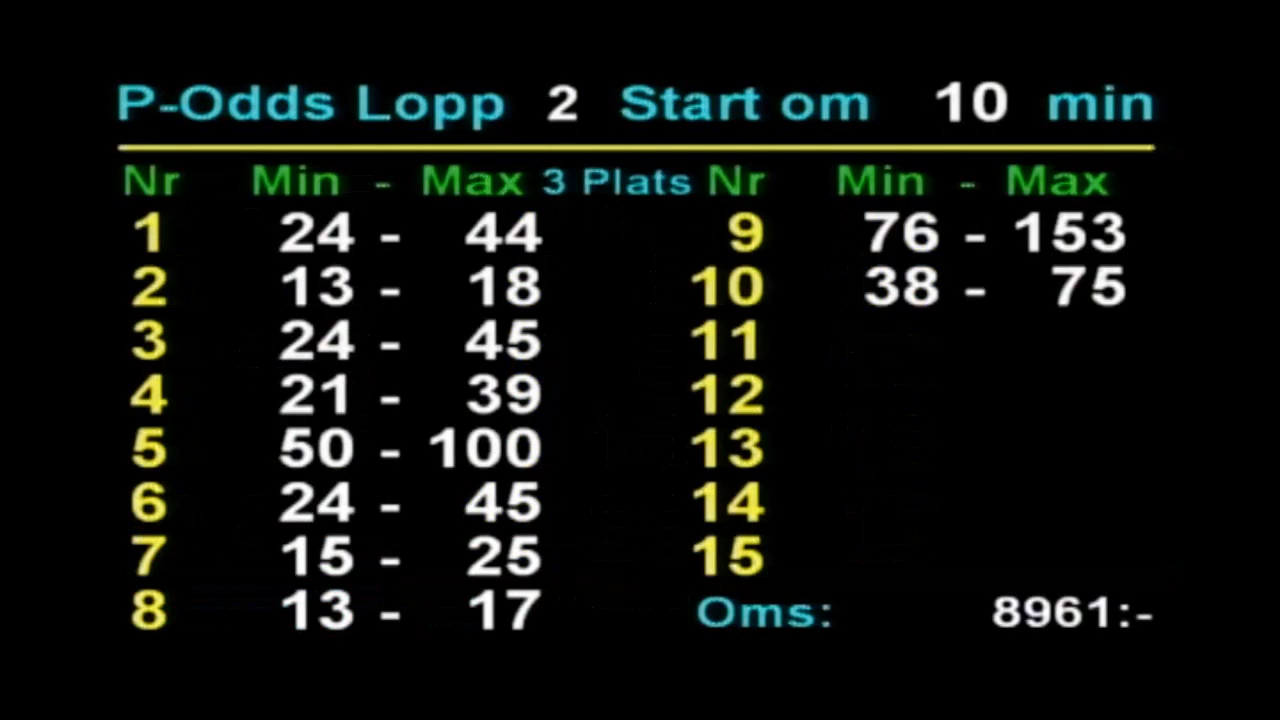 P-Odds Lopp 2 Start om 10 min
Nr Min - Max 3 Plats Nr Min - Max
1 24 - 44 9 76 - 153
2 13 - 18 10 38 - 75
3 24 - 45 11
4 21 - 39 12
5 50 - 100 13
6 24 - 45 14
7 15 - 25 15
8 13 - 17 Oms: 8961:-